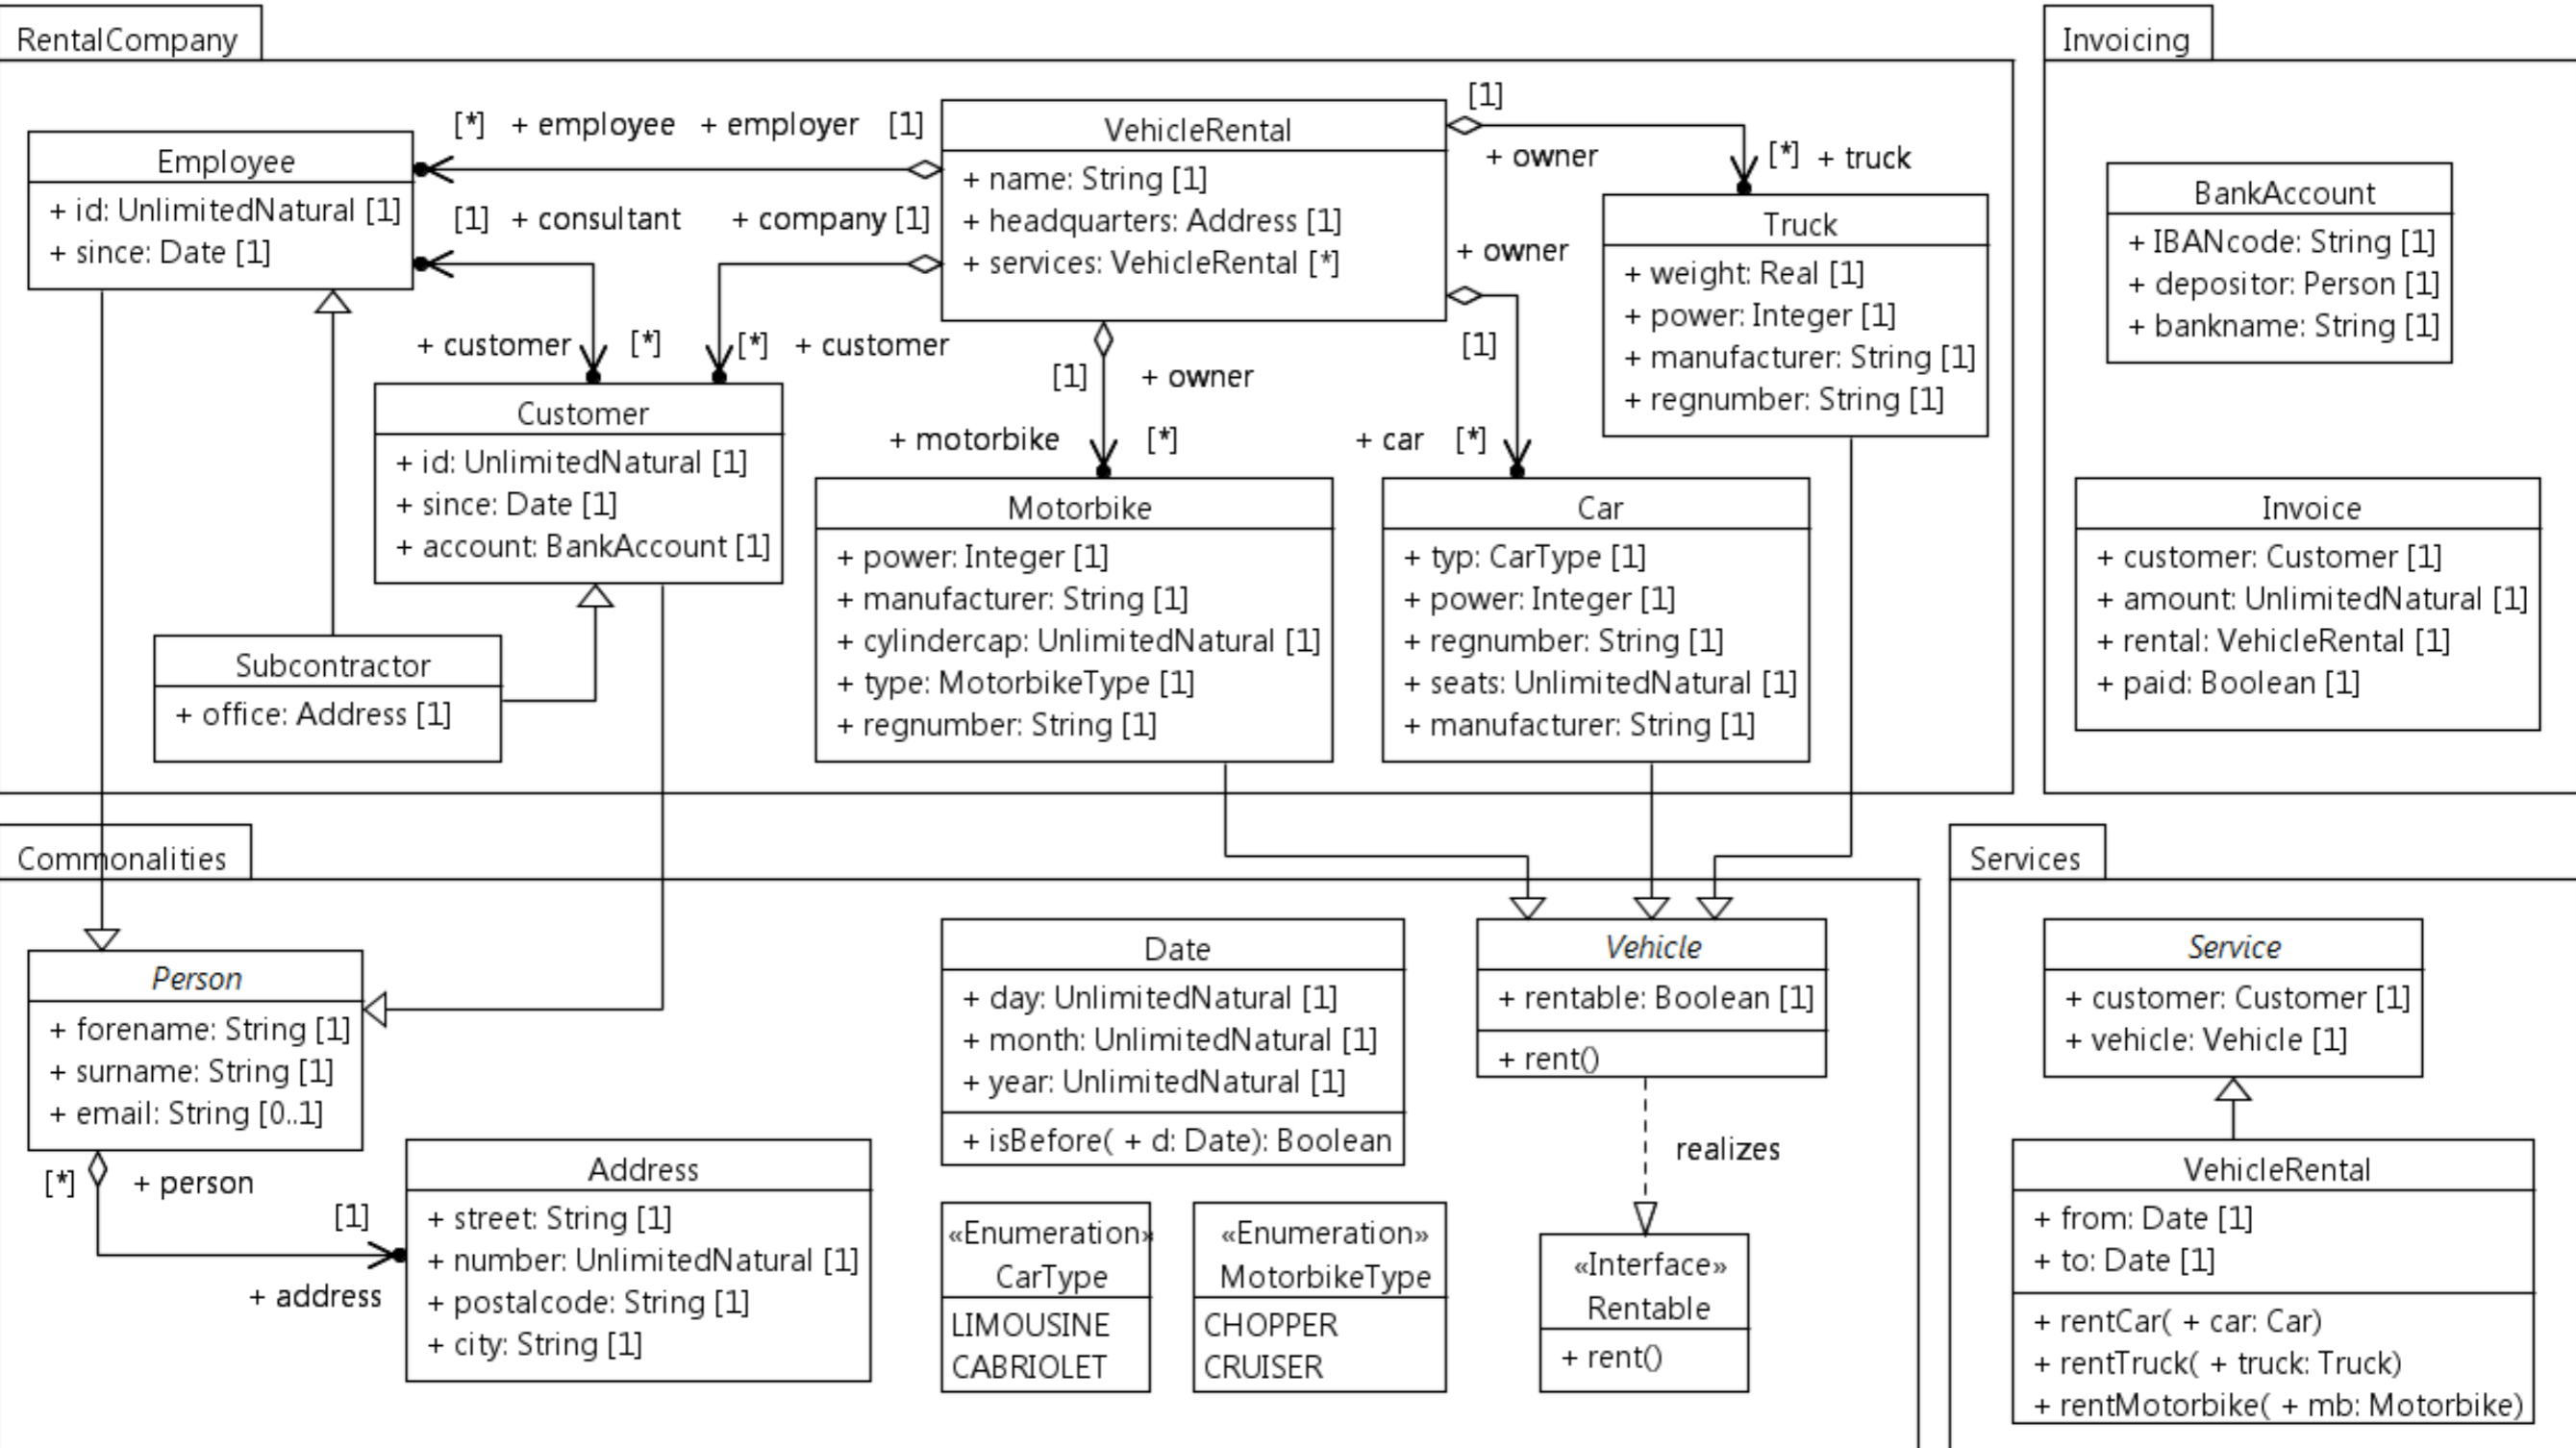 RentalCompany
[*] + employee + employer [1]
Employee
+ id: UnlimitedNatural [1]
+ since: Date [1]
[1] + consultant
+ company [1]
+ customer [*]
[*] + customer
VehicleRental
+ name: String [1]
+ headquarters: Address [1]
+ services: VehicleRental [*]
[1]
+ owner
[*] + truck
+ owner
[1]
[1] + owner
+ motorbike [*]
+ car [*]
Truck
+ weight: Real [1]
+ power: Integer [1]
+ manufacturer: String [1]
+ regnumber: String [1]
Customer
+ id: UnlimitedNatural [1]
+ since: Date [1]
+ account: BankAccount [1]
Subcontractor
+ office: Address [1]
Motorbike
+ power: Integer [1]
+ manufacturer: String [1]
+ cylindercap: UnlimitedNatural [1]
+ type: MotorbikeType [1]
+ regnumber: String [1]
Car
+ typ: CarType [1]
+ power: Integer [1]
+ regnumber: String [1]
+ seats: UnlimitedNatural [1]
+ manufacturer: String [1]
Invoicing
BankAccount
+ IBANcode: String [1]
+ depositor: Person [1]
+ bankname: String [1]
Invoice
+ customer: Customer [1]
+ amount: UnlimitedNatural [1]
+ rental: VehicleRental [1]
+ paid: Boolean [1]
Commonalities
Person
+ forename: String [1]
+ surname: String [1]
+ email: String [0..1]
[*] + person
[1]
+ address
Address
+ street: String [1]
+ number: UnlimitedNatural [1]
+ postalcode: String [1]
+ city: String [1]
Date
+ day: UnlimitedNatural [1]
+ month: UnlimitedNatural [1]
+ year: UnlimitedNatural [1]
+ isBefore( + d: Date): Boolean
«Enumeration»
CarType
LIMOUSINE
CABRIOLET
«Enumeration»
MotorbikeType
CHOPPER
CRUISER
Vehicle
+ rentable: Boolean [1]
+ rent()
realizes
«Interface»
Rentable
+ rent()
Services
Service
+ customer: Customer [1]
+ vehicle: Vehicle [1]
VehicleRental
+ from: Date [1]
+ to: Date [1]
+ rentCar( + car: Car)
+ rentTruck( + truck: Truck)
+ rentMotorbike( + mb: Motorbike)